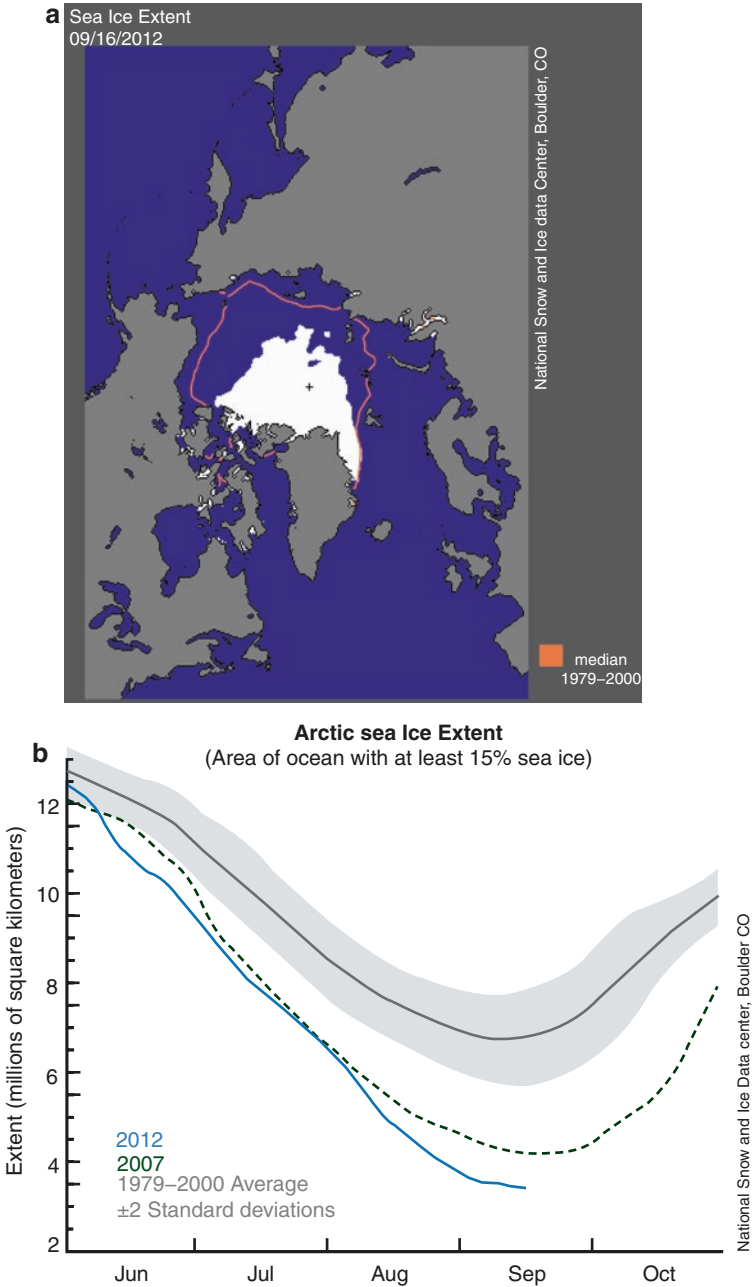 a
Sea Ice Extent
09/16/2012
National Snow and Ice data Center, Boulder, CO
median
1979–2000
b
Arctic sea Ice Extent
(Area of ocean with at least 15% sea ice)
Extent (millions of square kilometers)
12
10
8
6
4
2
2012
2007
1979–2000 Average
±2 Standard deviations
Jun Jul Aug Sep Oct
National Snow and Ice Data center, Boulder CO